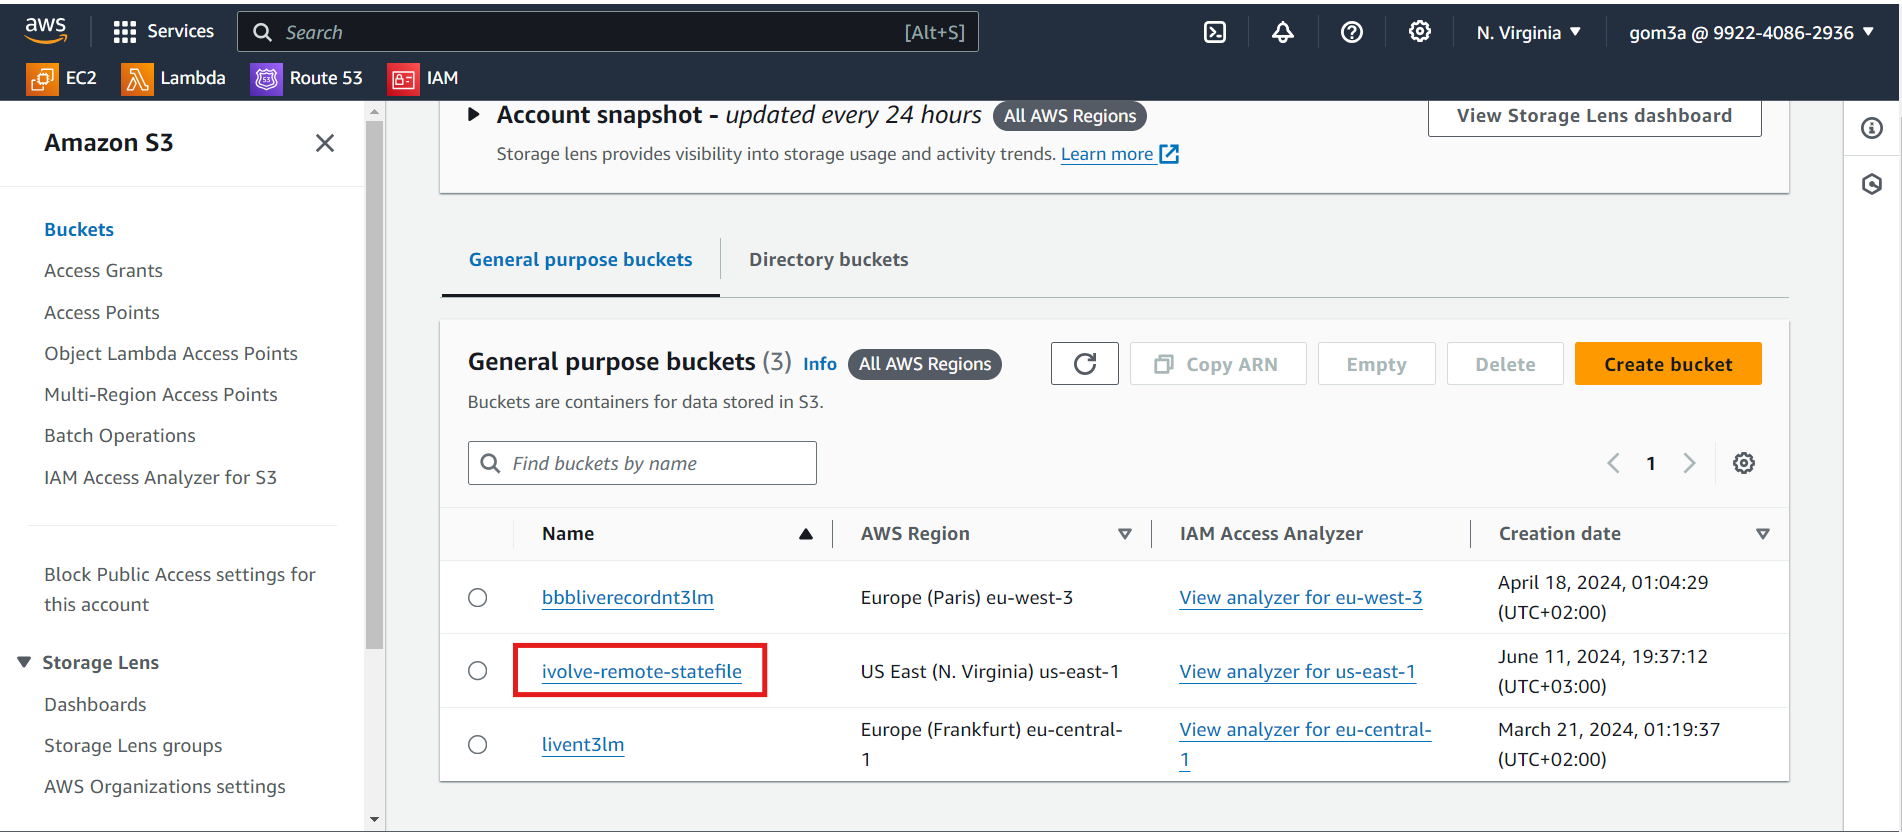 aws
Services
Search
[Alt+S]
N. Virginia
gom3a @ 9922-4086-2936
EC2
Lambda
53
Route 53
IAM
Amazon S3
Buckets
Access Grants
Access Points
Object Lambda Access Points
Multi-Region Access Points
Batch Operations
IAM Access Analyzer for S3
Block Public Access settings for
this account
Storage Lens
Dashboards
Storage Lens groups
AWS Organizations settings
Account snapshot - updated every 24 hours
All AWS Regions
View Storage Lens dashboard
Storage lens provides visibility into storage usage and activity trends. Learn more
General purpose buckets
Directory buckets
General purpose buckets (3) Info
All AWS Regions
Copy ARN
Empty
Delete
Create bucket
Buckets are containers for data stored in S3.
Find buckets by name
1
Name
AWS Region
IAM Access Analyzer
Creation date
bbbliverecordnt3lm
Europe (Paris) eu-west-3
View analyzer for eu-west-3
April 18, 2024, 01:04:29
(UTC+02:00)
ivolve-remote-statefile
US East (N. Virginia) us-east-1
View analyzer for us-east-1
June 11, 2024, 19:37:12
(UTC+03:00)
livent3lm
Europe (Frankfurt) eu-central-
1
View analyzer for eu-central-
1
March 21, 2024, 01:19:37
(UTC+02:00)